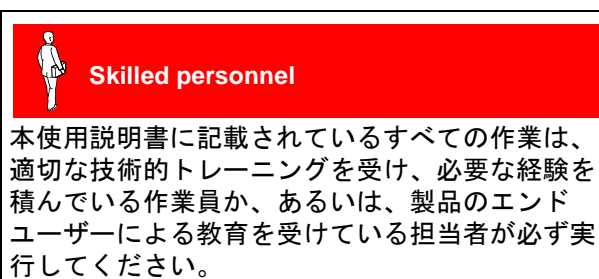 Skilled personnel
本使用説明書に記載されているすべての作業は、
適切な技術的トレーニングを受け、必要な経験を
積んでいる作業員か、あるいは、製品のエンド
ユーザーによる教育を受けている担当者が必ず実
行してください。